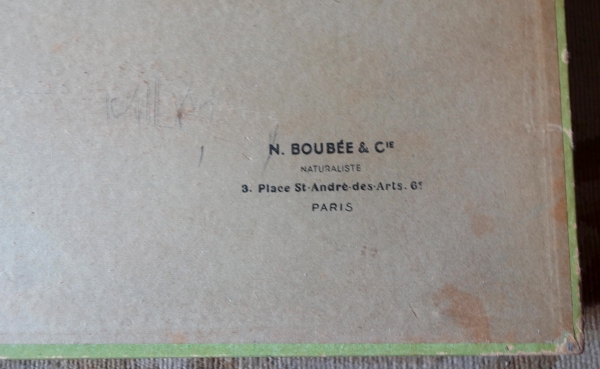 N. BOUBÉE & CIE
NATURALISTE
3. Place St-André-des-Arts. 6e
PARIS